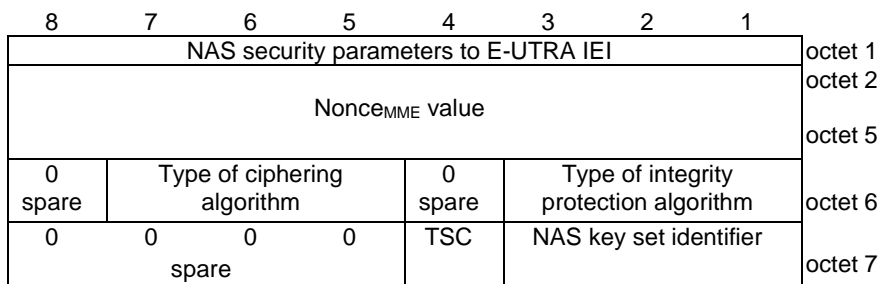 8 7 6 5 4 3 2 1
NAS security parameters to E-UTRA IEI octet 1
octet 2
NonceMME value
octet 5
0 Type of ciphering 0 Type of integrity
spare algorithm spare protection algorithm octet 6
0 0 0 0 TSC NAS key set identifier
spare octet 7